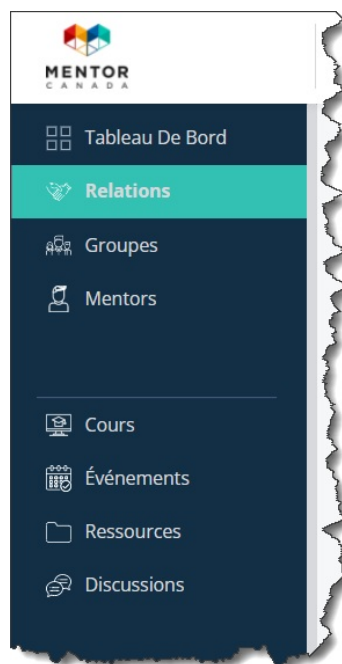 MENTOR
CANADA
Tableau De Bord
Relations
Groupes
Mentors
Cours
Événements
Ressources
Discussions